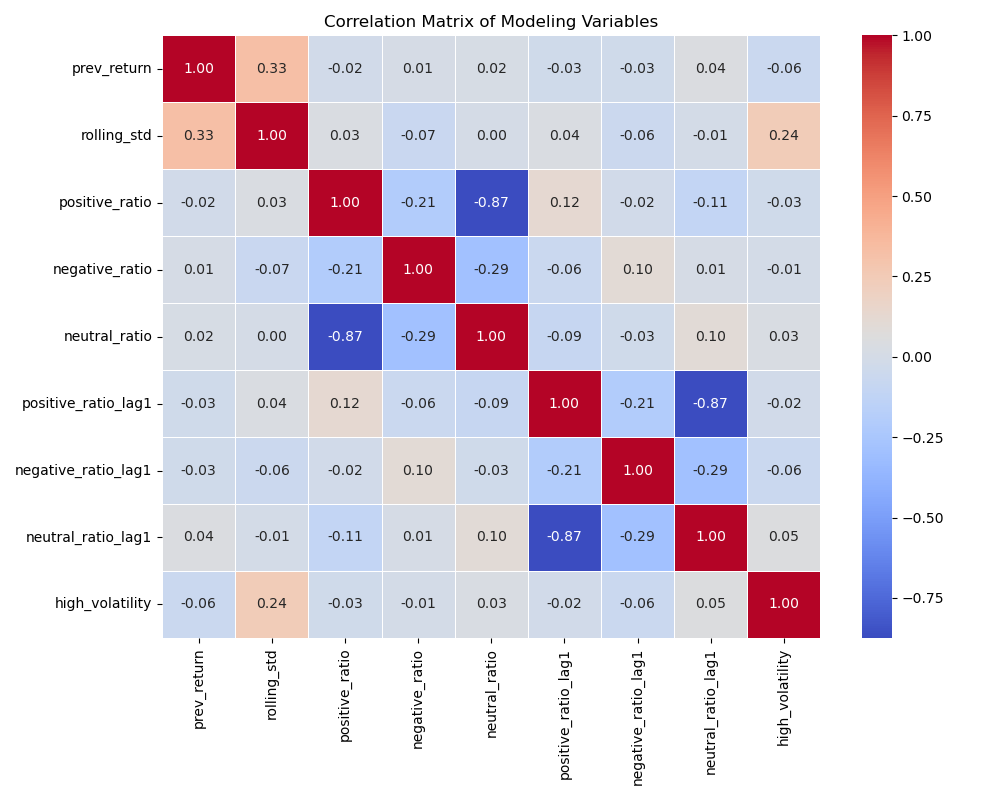 Correlation Matrix of Modeling Variables
prev_return 1.00 0.33 -0.02 0.01 0.02 -0.03 -0.03 0.04 -0.06
rolling_std 0.33 1.00 0.03 -0.07 0.00 0.04 -0.06 -0.01 0.24
positive_ratio -0.02 0.03 1.00 -0.21 -0.87 0.12 -0.02 -0.11 -0.03
negative_ratio 0.01 -0.07 -0.21 1.00 -0.29 -0.06 0.10 0.01 -0.01
neutral_ratio 0.02 0.00 -0.87 -0.29 1.00 -0.09 -0.03 0.10 0.03
positive_ratio_lag1 -0.03 0.04 0.12 -0.06 -0.09 1.00 -0.21 -0.87 -0.02
negative_ratio_lag1 -0.03 -0.06 -0.02 0.10 -0.03 -0.21 1.00 -0.29 -0.06
neutral_ratio_lag1 0.04 -0.01 -0.11 0.01 0.10 -0.87 -0.29 1.00 0.05
high_volatility -0.06 0.24 -0.03 -0.01 0.03 -0.02 -0.06 0.05 1.00
prev_return
rolling_std
positive_ratio
negative_ratio
neutral_ratio
positive_ratio_lag1
negative_ratio_lag1
neutral_ratio_lag1
high_volatility
1.00
0.75
0.50
0.25
0.00
−0.25
−0.50
−0.75